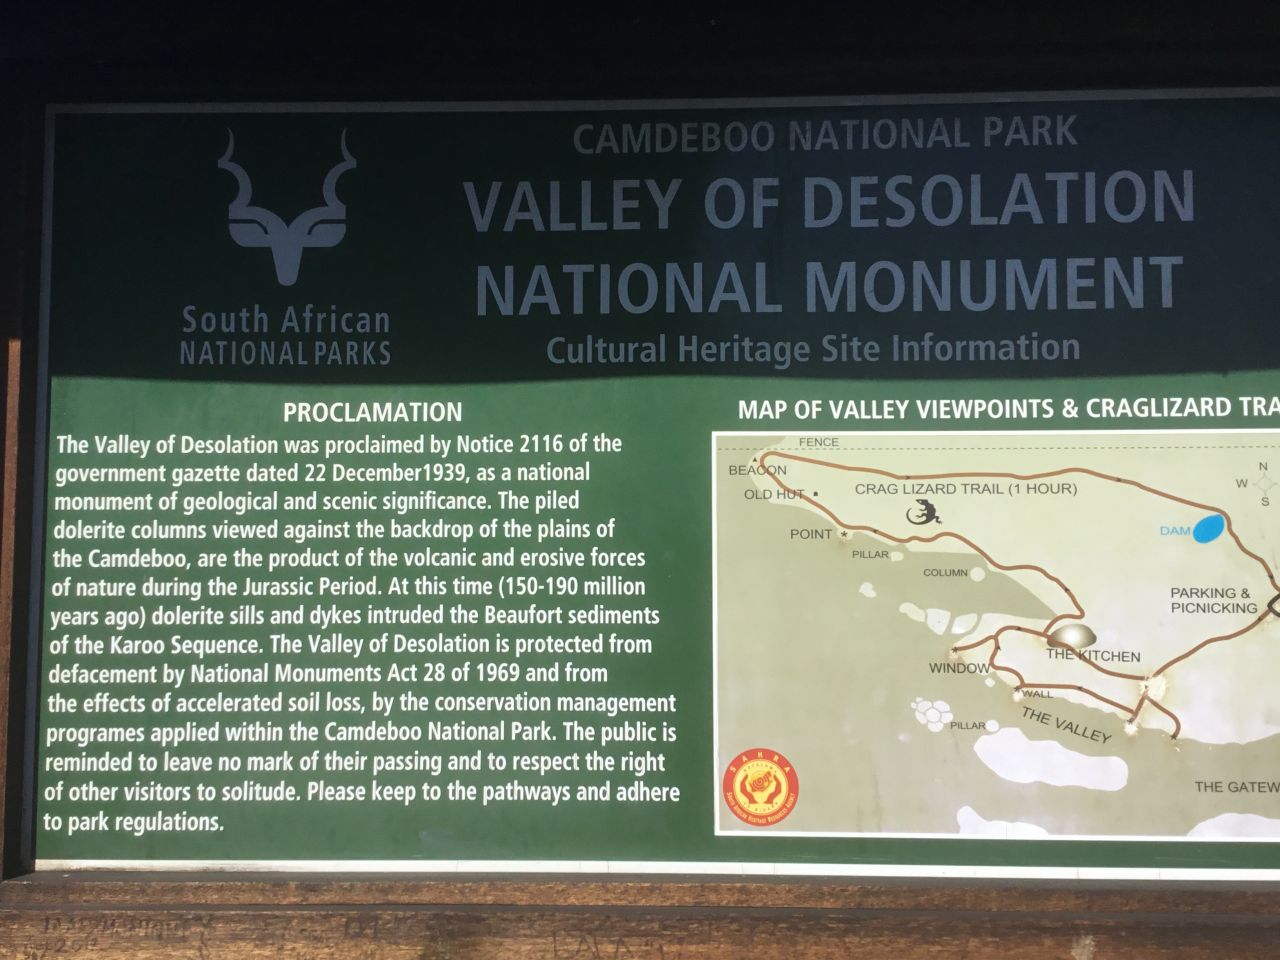 CAMDEBOO NATIONAL PARK
VALLEY OF DESOLATION
NATIONAL MONUMENT
Cultural Heritage Site Information
South African
NATIONAL PARKS
PROCLAMATION
The Valley of Desolation was proclaimed by Notice 2116 of the
government gazette dated 22 December1939, as a national
monument of geological and scenic significance. The piled
dolerite columns viewed against the backdrop of the plains of
the Camdeboo, are the product of the volcanic and erosive forces
of nature during the Jurassic Period. At this time (150-190 million
years ago) dolerite sills and dykes intruded the Beaufort sediments
of the Karoo Sequence. The Valley of Desolation is protected from
defacement by National Monuments Act 28 of 1969 and from
the effects of accelerated soil loss, by the conservation management
programes applied within the Camdeboo National Park. The public is
reminded to leave no mark of their passing and to respect the right
of other visitors to solitude. Please keep to the pathways and adhere
to park regulations.
MAP OF VALLEY VIEWPOINTS & CRAGLIZARD TRA
FENCE
BEACON
OLD HUT
CRAG LIZARD TRAIL (1 HOUR)
N
W
S
POINT
DAM
PILLAR
COLUMN
PARKING &
PICNICKING
THE KITCHEN
WINDOW
WALL
THE VALLEY
PILLAR
THE GATEW
SAHRA